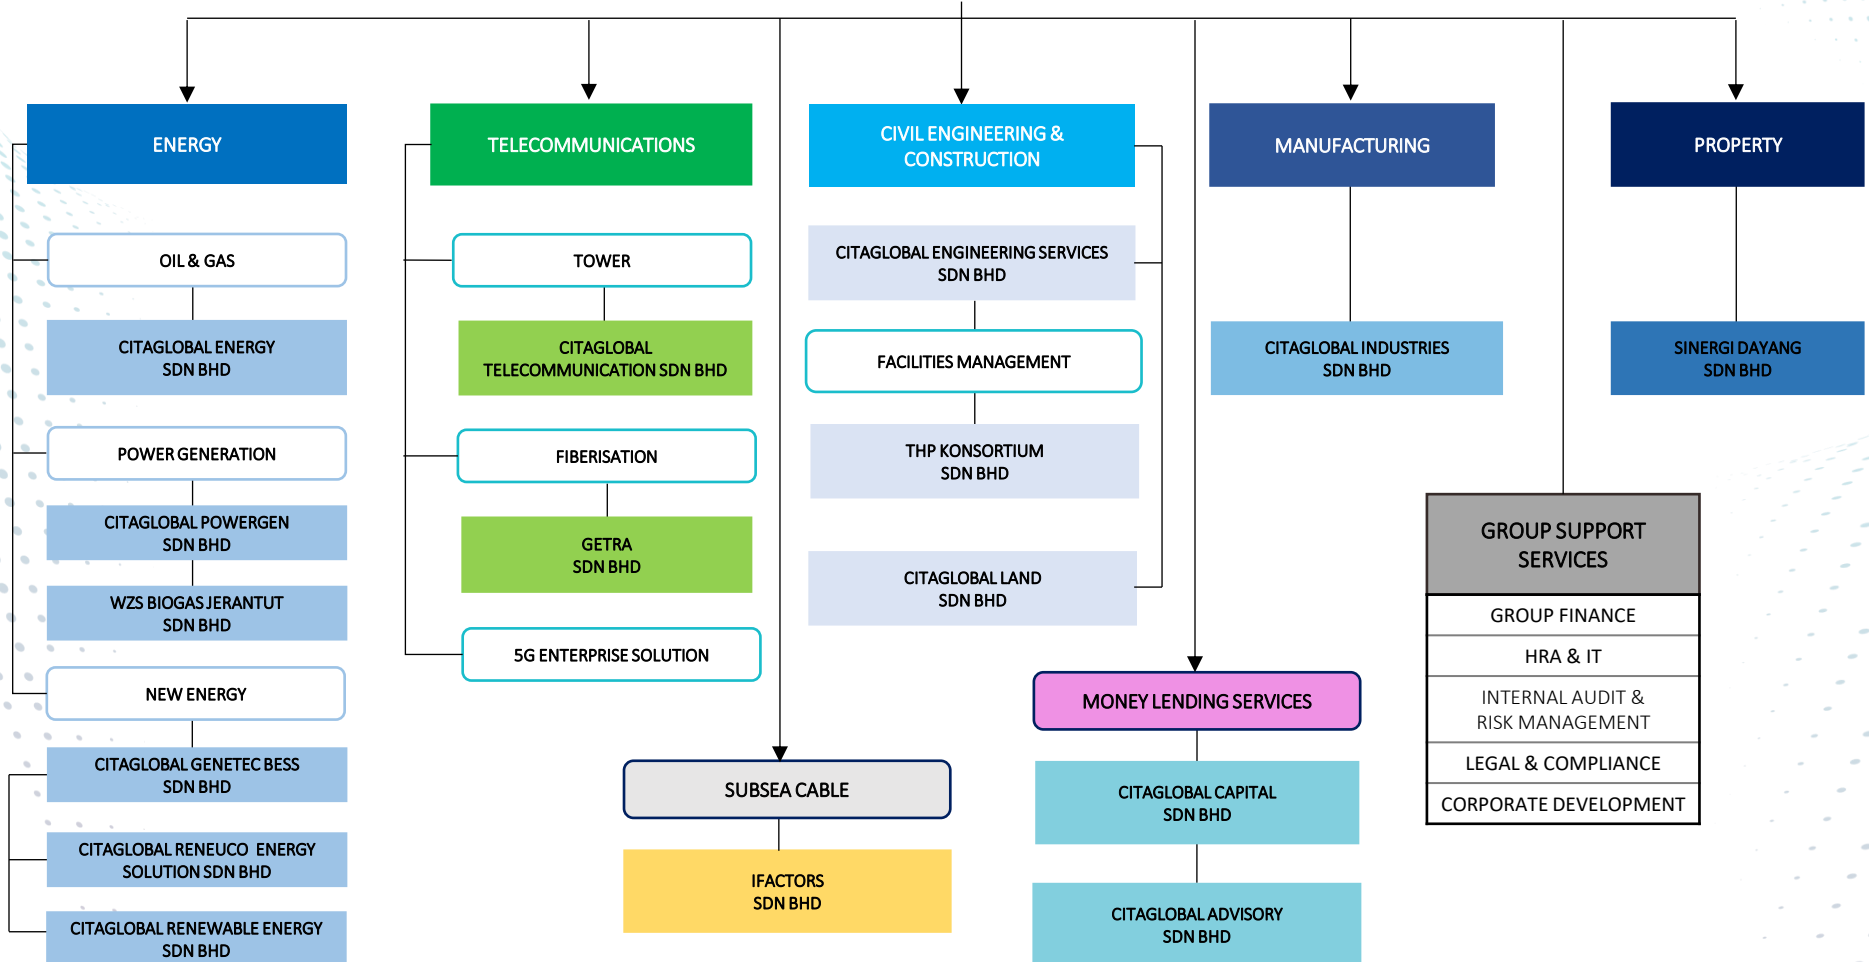 ENERGY
OIL & GAS
CITAGLOBAL ENERGY
SDN BHD
POWER GENERATION
CITAGLOBAL POWERGEN
SDN BHD
WZS BIOGAS JERANTUT
SDN BHD
NEW ENERGY
CITAGLOBAL GENETEC BESS
SDN BHD
CITAGLOBAL RENEUCO ENERGY
SOLUTION SDN BHD
CITAGLOBAL RENEWABLE ENERGY
SDN BHD
TELECOMMUNICATIONS
TOWER
CITAGLOBAL
TELECOMMUNICATION SDN BHD
FIBERISATION
GETRA
SDN BHD
5G ENTERPRISE SOLUTION
SUBSEA CABLE
IFACTORS
SDN BHD
CIVIL ENGINEERING &
CONSTRUCTION
CITAGLOBAL ENGINEERING SERVICES
SDN BHD
FACILITIES MANAGEMENT
THP KONSORTIUM
SDN BHD
CITAGLOBAL LAND
SDN BHD
MONEY LENDING SERVICES
CITAGLOBAL CAPITAL
SDN BHD
CITAGLOBAL ADVISORY
SDN BHD
MANUFACTURING
CITAGLOBAL INDUSTRIES
SDN BHD
GROUP SUPPORT
SERVICES
GROUP FINANCE
HRA & IT
INTERNAL AUDIT &
RISK MANAGEMENT
LEGAL & COMPLIANCE
CORPORATE DEVELOPMENT
PROPERTY
SINERGI DAYANG
SDN BHD